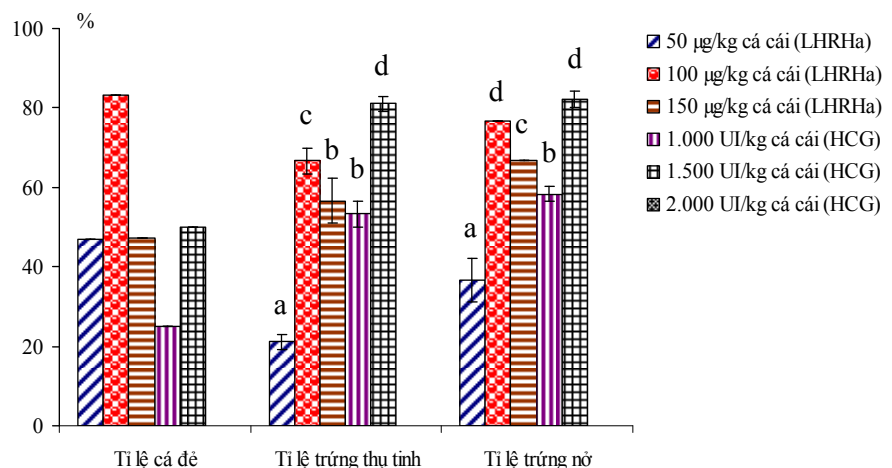 %
100
80
60
40
20
0
a
c
b
b
d
a
d
c
b
d
Tỉ lệ cá đẻ
Tỉ lệ trứng thụ tinh
Tỉ lệ trứng nở
50 µg/kg cá cái (LHRHa)
100 µg/kg cá cái (LHRHa)
150 µg/kg cá cái (LHRHa)
1.000 UI/kg cá cái (HCG)
1.500 UI/kg cá cái (HCG)
2.000 UI/kg cá cái (HCG)